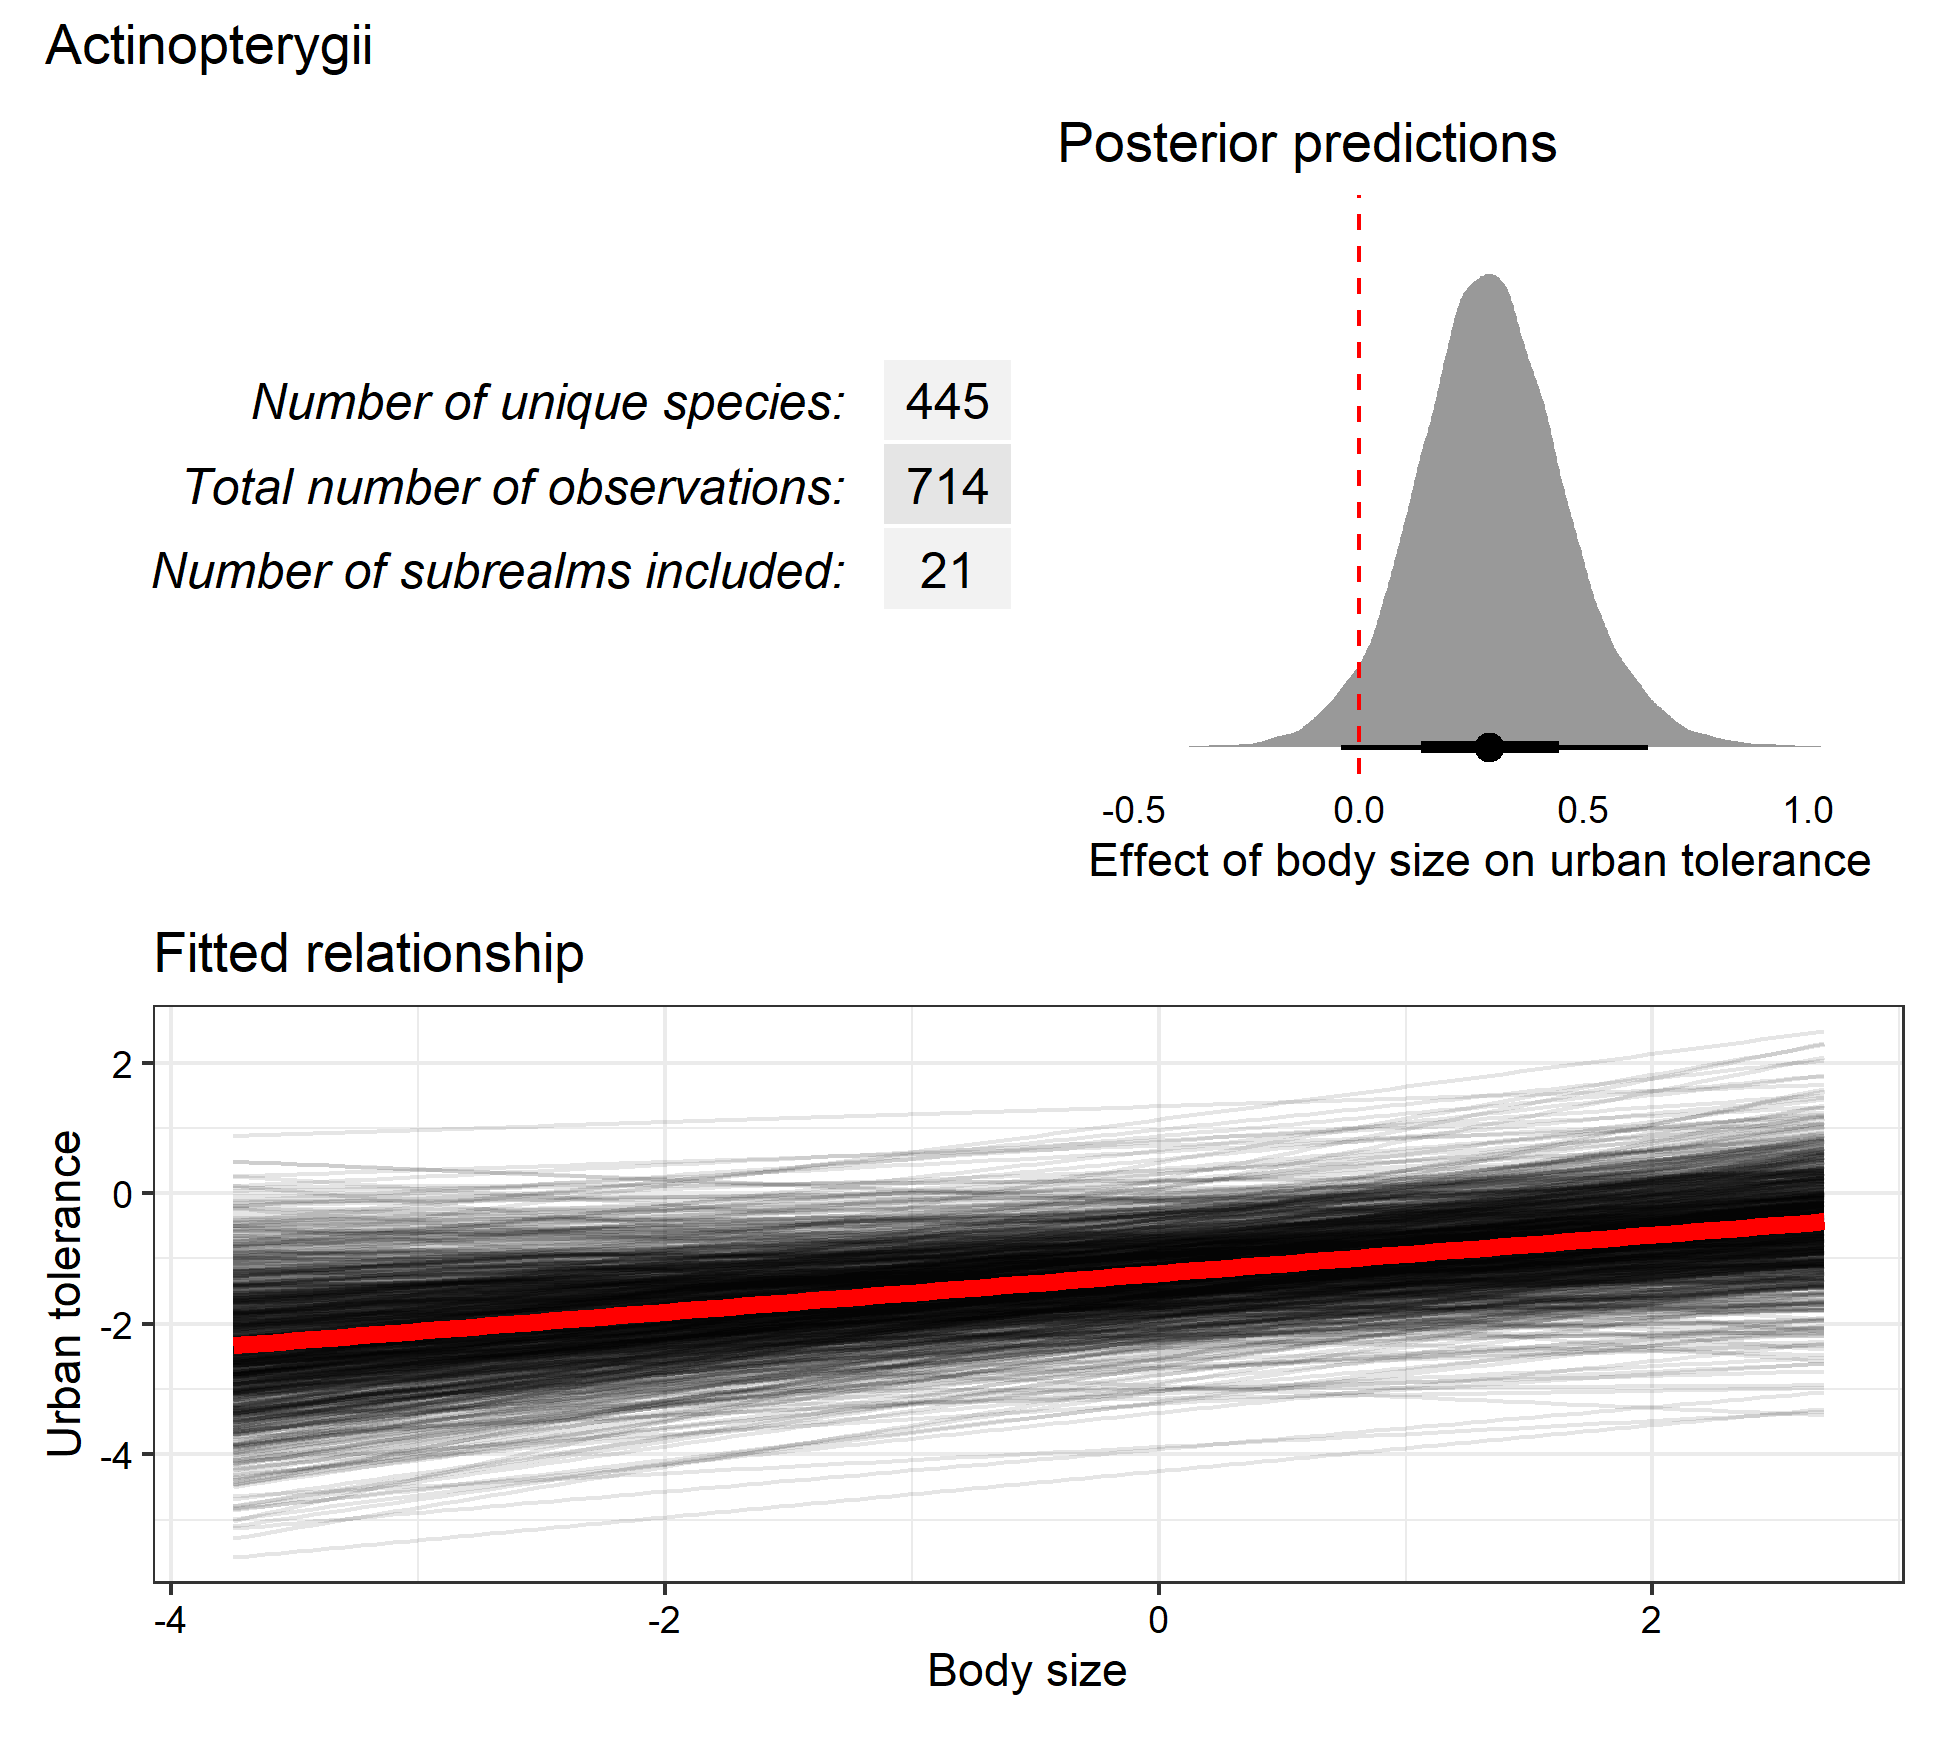 Actinopterygii
Posterior predictions
Number of unique species: 445
Total number of observations: 714
Number of subrealms included: 21
-0.5 0.0 0.5 1.0
Effect of body size on urban tolerance
Fitted relationship
Urban tolerance
2
0
-2
-4
-4 -2 0 2
Body size